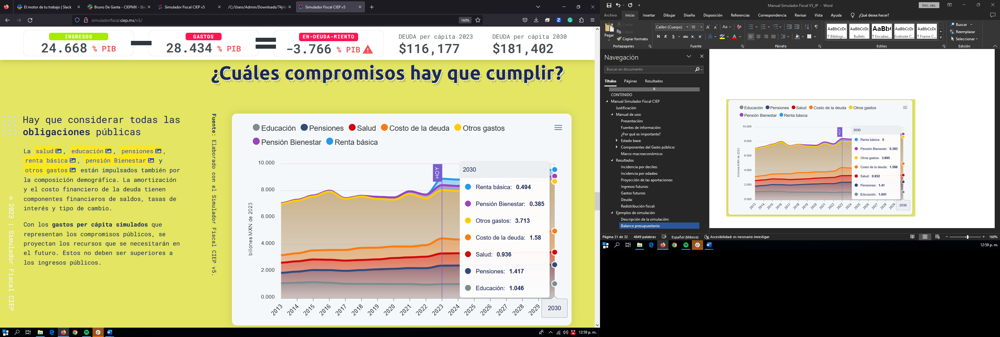 El motor de tu trabajo | Slack
Bruno De Gante - CIEPMX - Slac
Simulador Fiscal CIEP v5
/C:/Users/Admin/Downloads/74jr6a
Simulador Fiscal CIEP v5
simuladorfiscal.ciep.mx/v5/
160%
INGRESOS
24.668 % PIB
GASTOS
28.434 % PIB
EN-DEUDA-MIENTO
-3.766 % PIB
DEUDA per cápita 2023
$116,177
DEUDA per cápita 2030
$181,402
¿Cuáles compromisos hay que cumplir?
Hay que considerar todas las
obligaciones públicas
La salud, educación, pensiones,
renta básica, pensión Bienestar y
otros gastos están impulsados también por
la composición demográfica. La amortización
y el costo financiero de la deuda tienen
componentes financieros de saldos, tasas de
interés y tipo de cambio.
Con los gastos per cápita simulados que
representan los compromisos públicos, se
proyectan los recursos que se necesitarán en
el futuro. Estos no deben ser superiores a
los ingresos públicos.
© 2023 | Simulador Fiscal CIEP
Fuente: Elaborado con el Simulador Fiscal CIEP v5.
Educación Pensiones Salud Costo de la deuda Otros gastos
Pensión Bienestar Renta básica
billones MXN de 2023
10.000
8.000
6.000
4.000
2.000
0.000
HOY
2030
Renta básica: 0.494
Pensión Bienestar: 0.385
Otros gastos: 3.713
Costo de la deuda: 1.58
Salud: 0.936
Pensiones: 1.417
Educación: 1.046
2013 2014 2015 2016 2017 2018 2019 2020 2021 2022 2023 2024 2025 2026 2027 2028 2029 2030
19
12:59 p. m.
Manual Simulador Fiscal V5_JP - Word
Inic. ses.
Archivo Inicio Insertar Dibujar Diseño Disposición Referencias Correspondencia Revisar Vista Ayuda ¿Qué desea hacer?
Pegar
Cortar
Copiar
Copiar formato
Portapapeles
Calibri (Cuerpo) 10
N K S abc x₂ x²
Fuente
Párrafo
AaBbCcDc AaBbCcDc AaBb( AaBbCcDc AaBbCcDc
¶ Bibliogr... Bullets ¶ Encabez... Endnote C... ¶ Frame C...
Estilos
Buscar
Reemplazar
Seleccionar
Edición
Navegación
Buscar en documento
Títulos Páginas Resultados
CONTENIDO
Manual Simulador Fiscal CIEP
Justificación
Manual de uso:
Presentación:
Fuentes de información:
¿Por qué es importante?
Estado base:
Componentes del Gasto público:
Marco macroeconómico:
Resultados
Incidencia por deciles:
Incidencia por edades:
Proyección de las aportaciones:
Ingresos futuros:
Gastos futuros:
Deuda:
Redistribución fiscal:
Ejemplos de simulación
Descripción de la simulación:
Balance presupuestario:
Educación Pensiones Salud Costo de la deuda Otros gastos
Pensión Bienestar Renta básica
billones MXN de 2023
10.000
8.000
6.000
4.000
2.000
0.000
HOY
2030
Renta básica: 0
Pensión Bienestar: 0.383
Otros gastos: 3.695
Costo de la deuda: 1.586
Salud: 0.932
Pensiones: 1.41
Educación: 1.041
2013 2014 2015 2016 2017 2018 2019 2020 2021 2022 2023 2024 2025 2026 2027 2028 2029 2030
Página 31 de 32 4849 palabras Español (México) Accesibilidad: es necesario investigar 160%
12:59 p. m.